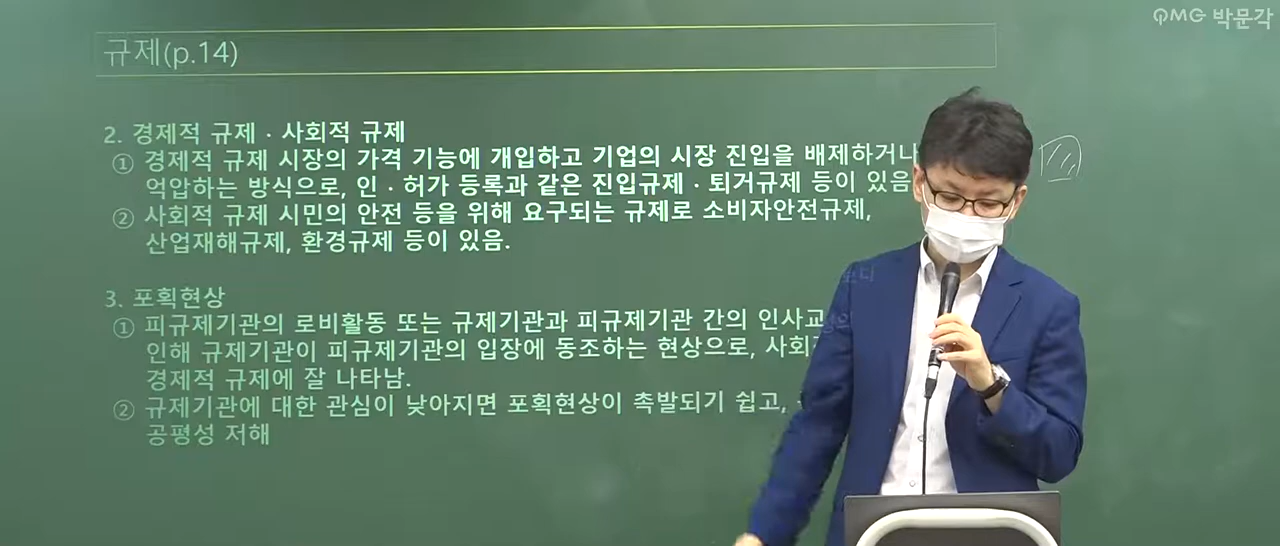 PMG 박문각
규제(p.14)
2. 경제적 규제 · 사회적 규제
① 경제적 규제 시장의 가격 기능에 개입하고 기업의 시장 진입을 배제하거나
억압하는 방식으로, 인 · 허가 등록과 같은 진입규제 · 퇴거규제 등이 있음
② 사회적 규제 시민의 안전 등을 위해 요구되는 규제로 소비자안전규제,
산업재해규제, 환경규제 등이 있음.
3. 포획현상
① 피규제기관의 로비활동 또는 규제기관과 피규제기관 간의
인해 규제기관이 피규제기관의 입장에 동조하는 현상으로,
경제적 규제에 잘 나타남.
② 규제기관에 대한 관심이 낮아지면 포획현상이 촉발되기 쉽고,
공평성 저해